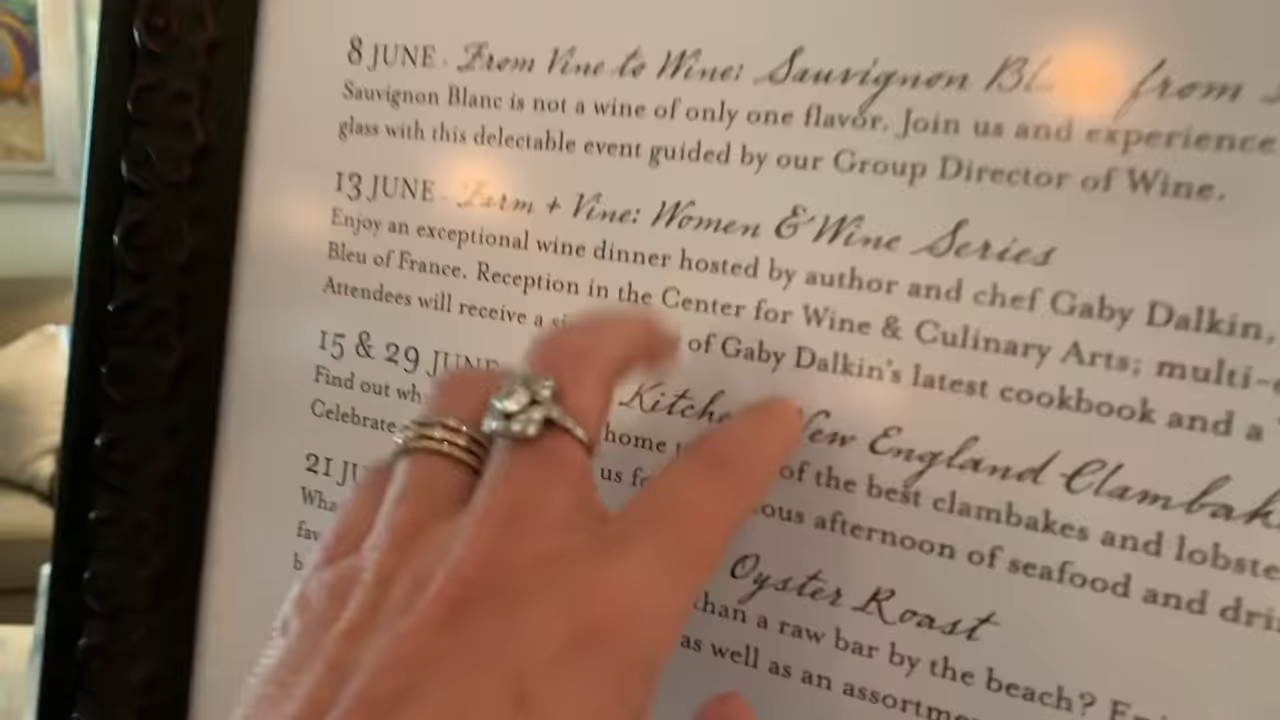 8 JUNE · From Vine to Wine: Sauvignon from
Sauvignon Blanc is not a wine of only one flavor. Join us and experience
glass with this delectable event guided by our Group Director of Wine.
13 JUNE · Farm + Vine: Women & Wine Series
Enjoy an exceptional wine dinner hosted by author and chef Gaby Dalkin,
Bleu of France. Reception in the Center for Wine & Culinary Arts; multi-
Attendees will receive a of Gaby Dalkin's latest cookbook and a
15 & 29 JUNE New England
Find out home of the best clambakes and
Celebrate us afternoon of seafood and
21 Oyster Roast
than a raw bar by the beach?
as well as an